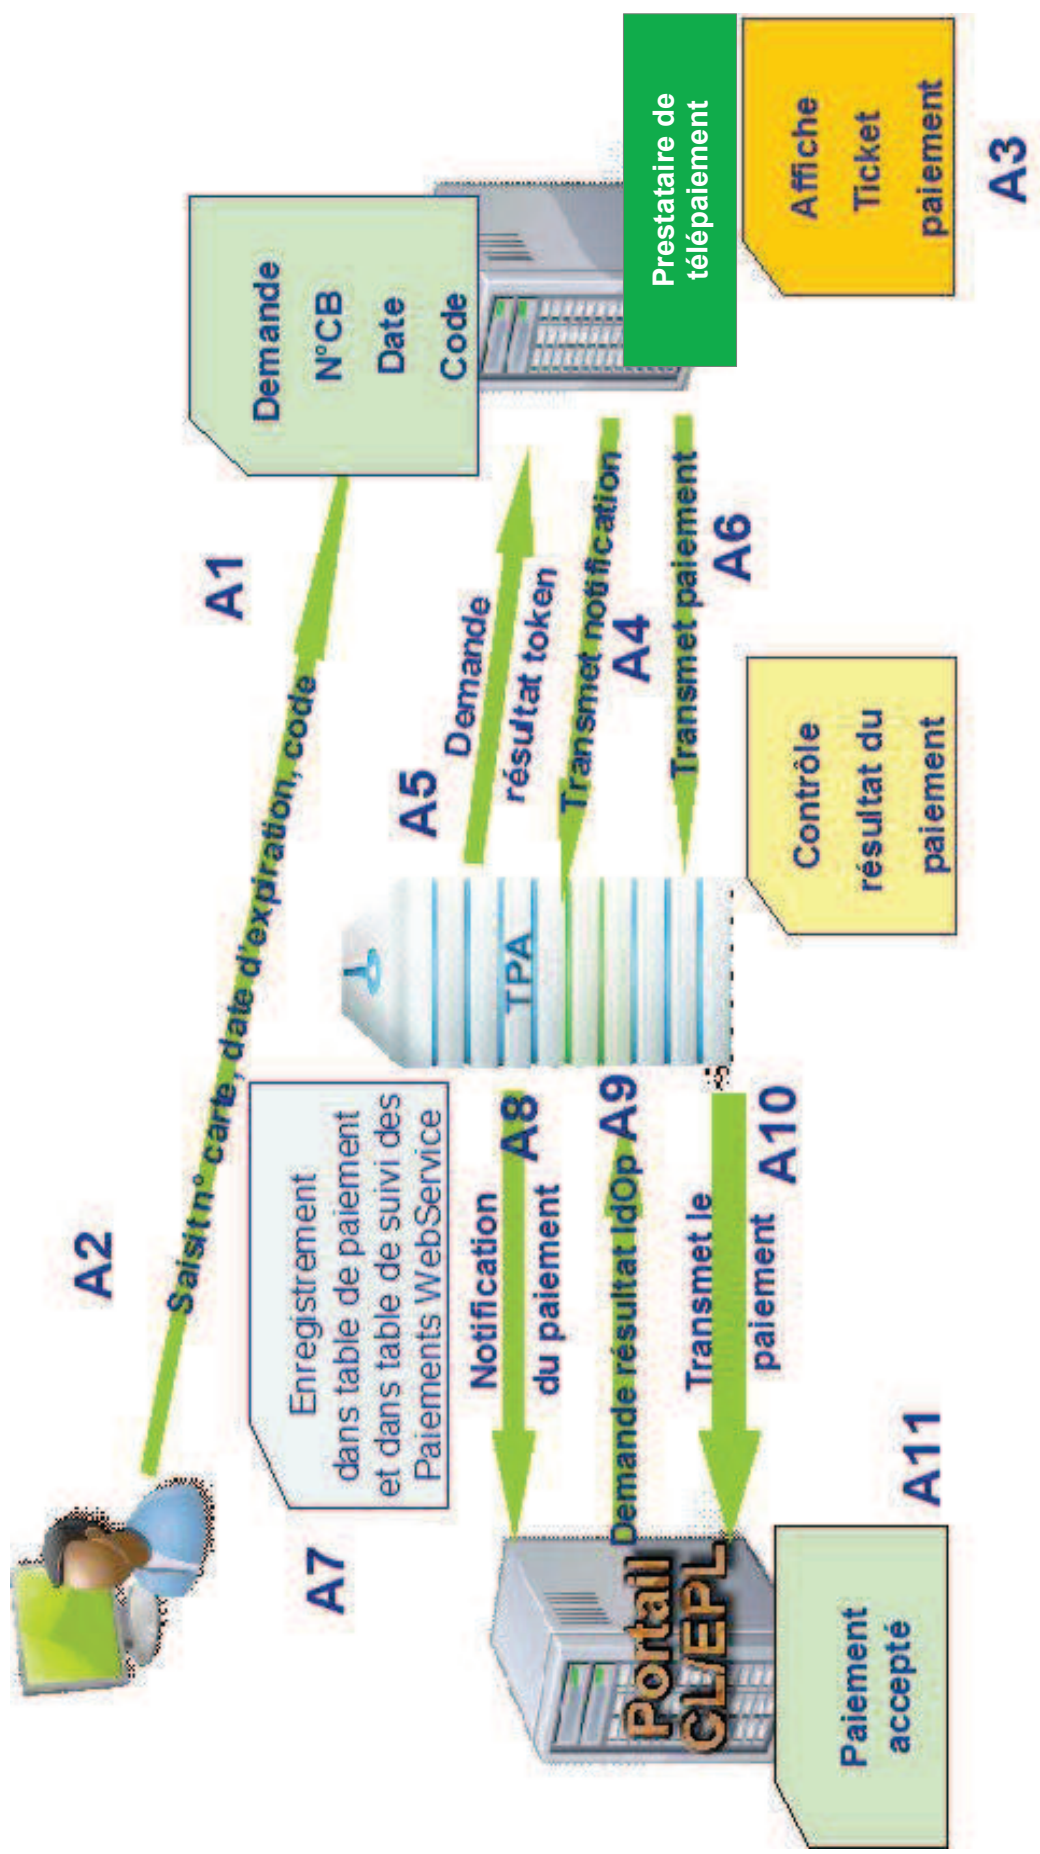 A2
Saisit n° carte, date d'expiration, code
A1
Demande
N°CB
Date
Code
Prestataire de
télépaiement
Affiche
Ticket
paiement
A3
A7
Enregistrement
dans table de paiement
et dans table de suivi des
Paiements WebService
A5
Demande
résultat token
Transmet notification
A4
Transmet paiement
A6
TPA
Contrôle
résultat du
paiement
Notification
du paiement
A8
Demande résultat IdOp
A9
Transmet le
paiement
A10
Portail
CL/EPL
Paiement
accepté
A11